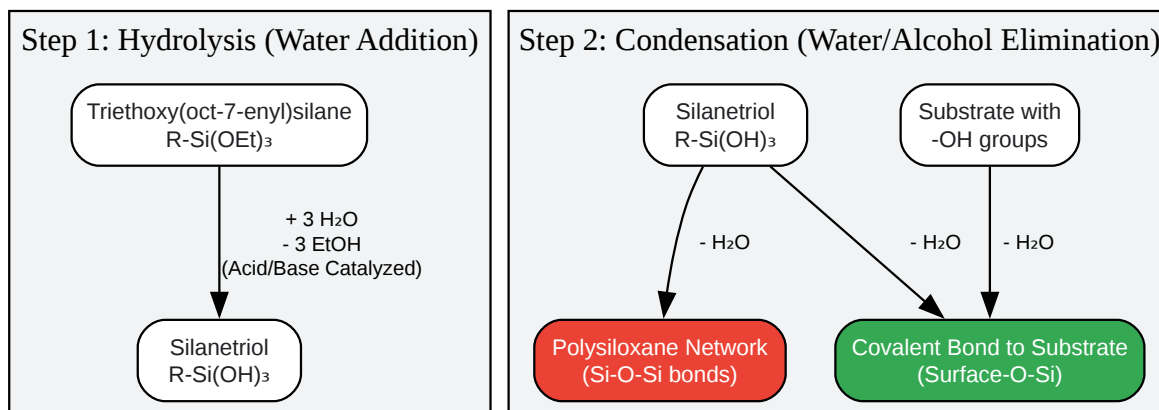 Step 1: Hydrolysis (Water Addition)
Triethoxy(oct-7-enyl)silane
R-Si(OEt)₃
+ 3 H₂O
- 3 EtOH
(Acid/Base Catalyzed)
Silanetriol
R-Si(OH)₃
Step 2: Condensation (Water/Alcohol Elimination)
Silanetriol
R-Si(OH)₃
Substrate with
-OH groups
- H₂O
- H₂O
- H₂O
Polysiloxane Network
(Si-O-Si bonds)
Covalent Bond to Substrate
(Surface-O-Si)